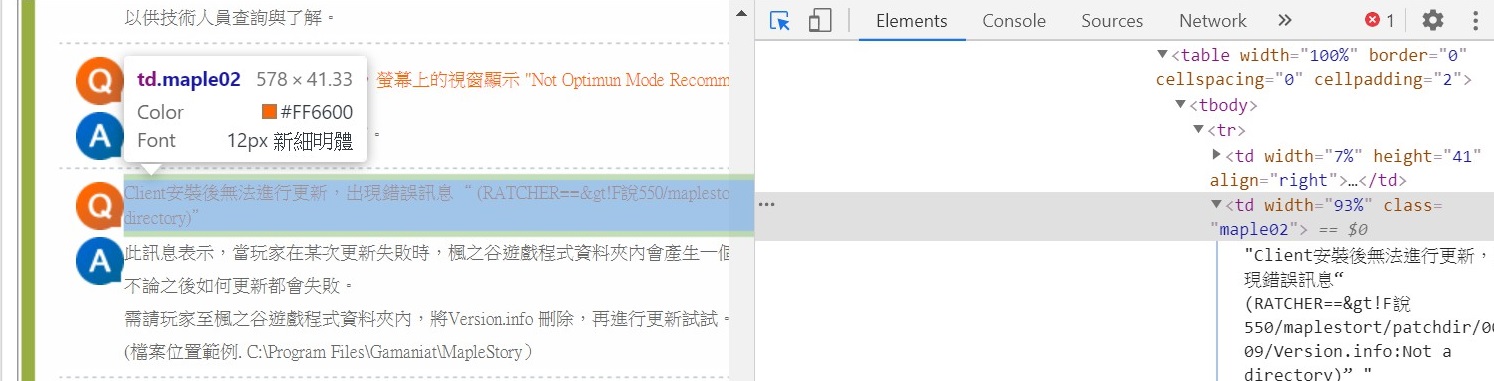 以供技術人員查詢與了解。
Q
td.maple02 578 × 41.33
Color #FF6600
Font 12px 新細明體
，螢幕上的視窗顯示 "Not Optimun Mode Recomm
A
。
Q
Client安裝後無法進行更新，出現錯誤訊息 “ (RATCHER==&gt!F說550/maplesto
directory)”
A
此訊息表示，當玩家在某次更新失敗時，楓之谷遊戲程式資料夾內會產生一個
不論之後如何更新都會失敗。
需請玩家至楓之谷遊戲程式資料夾內，將Version.info 刪除，再進行更新試試。
(檔案位置範例. C:\Program Files\Gamaniat\MapleStory）
Elements Console Sources Network » 1
<table width="100%" border="0"
cellspacing="0" cellpadding="2">
<tbody>
<tr>
<td width="7%" height="41"
align="right">…</td>
<td width="93%" class=
"maple02"> == $0
"Client安裝後無法進行更新，
現錯誤訊息“
(RATCHER==&gt!F說
550/maplestort/patchdir/00
09/Version.info:Not a
directory)” "